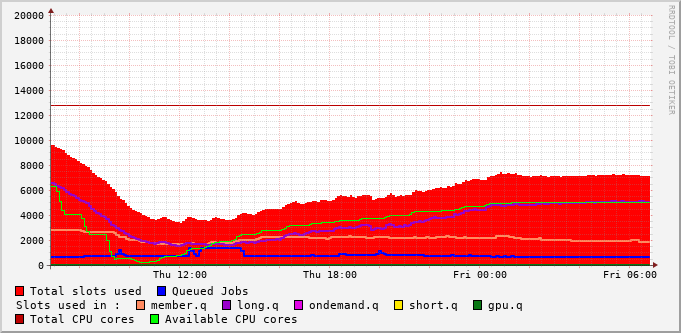 20000
18000
16000
14000
12000
10000
8000
6000
4000
2000
0
Thu 12:00 Thu 18:00 Fri 00:00 Fri 06:00
RRDTOOL / TOBI OETIKER
Total slots used Queued Jobs
Slots used in : member.q long.q ondemand.q short.q gpu.q
Total CPU cores Available CPU cores